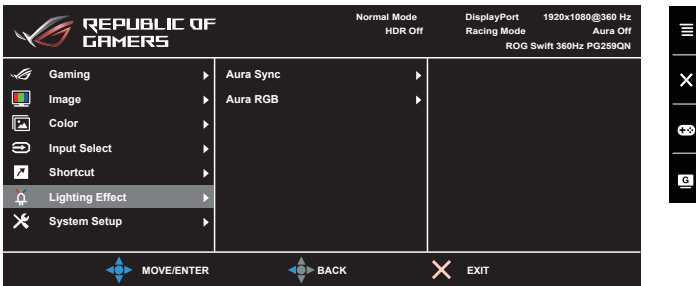 REPUBLIC OF
GAMERS
Normal Mode
HDR Off
DisplayPort 1920x1080@360 Hz
Racing Mode Aura Off
ROG Swift 360Hz PG259QN
Gaming
Image
Color
Input Select
Shortcut
Lighting Effect
System Setup
Aura Sync
Aura RGB
MOVE/ENTER
BACK
EXIT
G